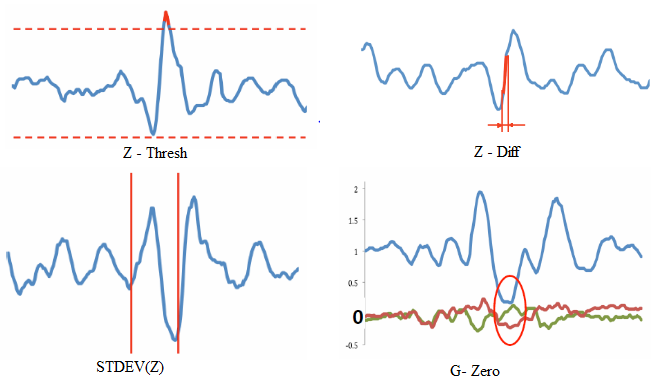 Z - Thresh
Z - Diff
STDEV(Z)
2
1.5
1
0.5
0
-0.5
G- Zero